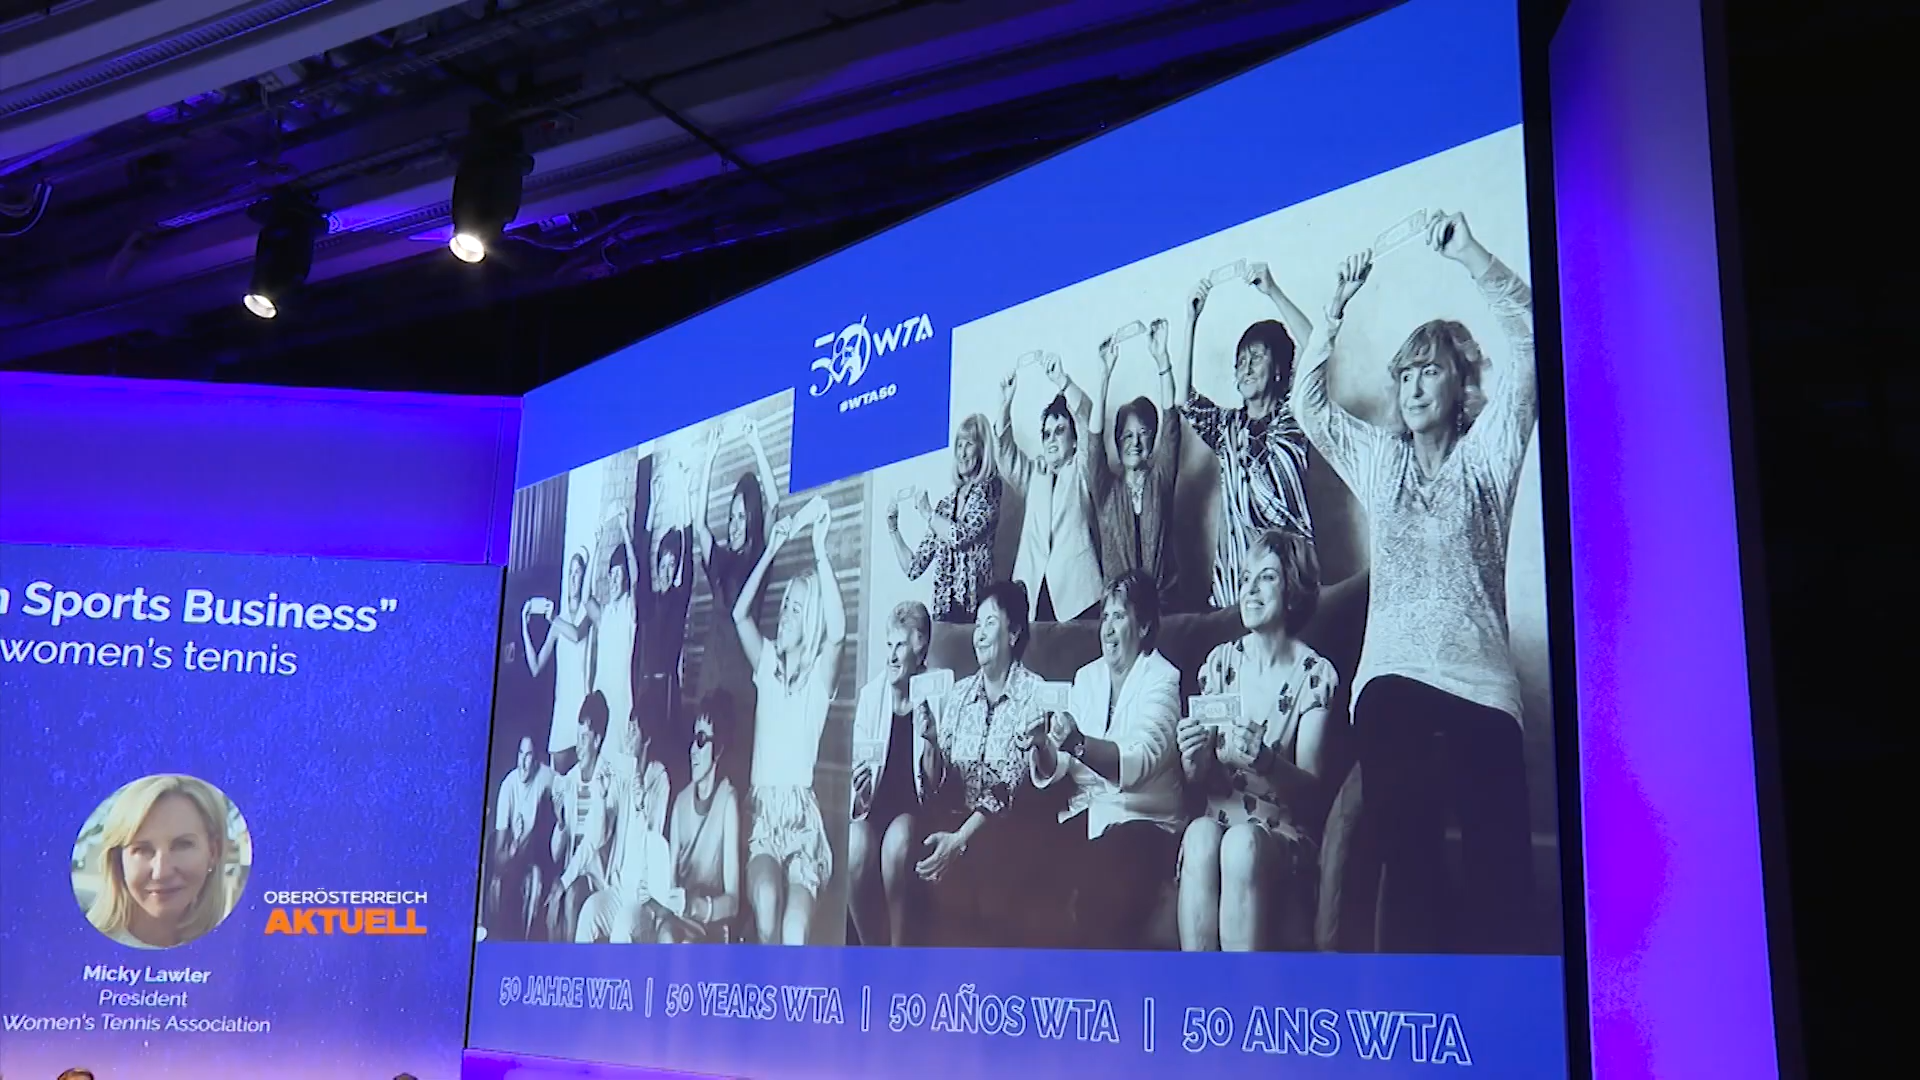 Sports Business”
women’s tennis
OBERÖSTERREICH
AKTUELL
Micky Lawler
President
Women’s Tennis Association
50 WTA
#WTA50
50 JAHRE WTA | 50 YEARS WTA | 50 AÑOS WTA | 50 ANS WTA